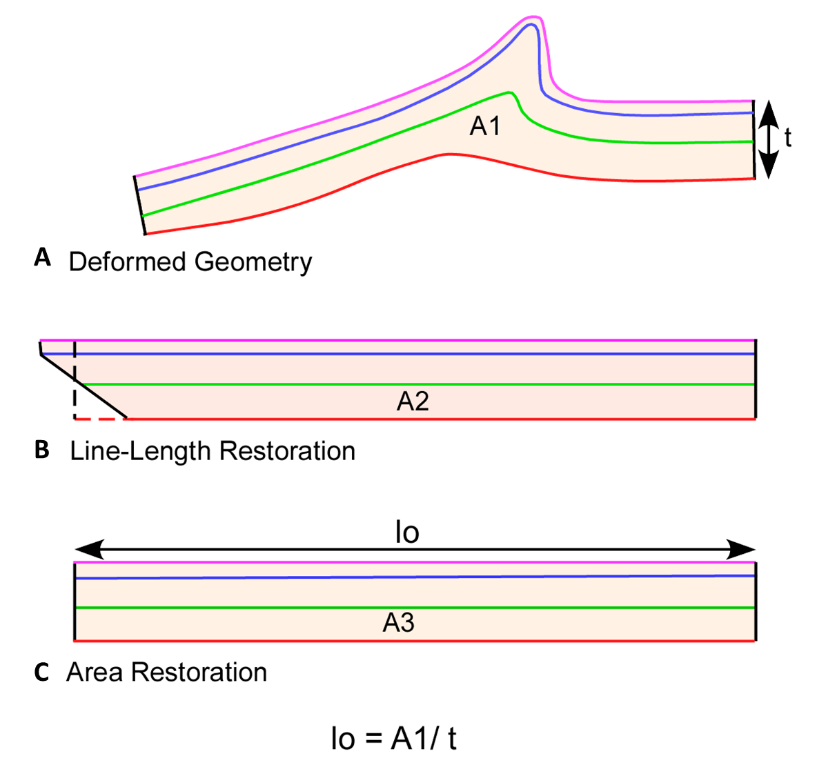 A1
t
A Deformed Geometry
A2
B Line-Length Restoration
lo
A3
C Area Restoration
lo = A1/ t